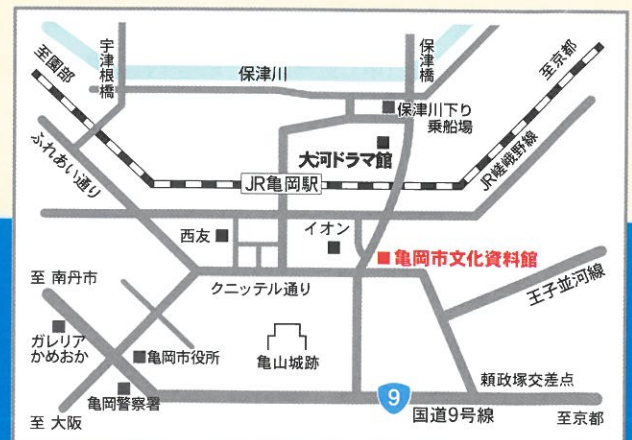 至園部
宇津根橋
保津川
保津橋
至京都
保津川下り
乗船場
大河ドラマ館
ふれあい通り
JR亀岡駅
JR嵯峨野線
西友
イオン
亀岡市文化資料館
クニッテル通り
至 南丹市
王子並河線
ガレリア
かめおか
亀岡市役所
亀山城跡
亀岡警察署
頼政塚交差点
9
国道9号線
至 大阪
至京都